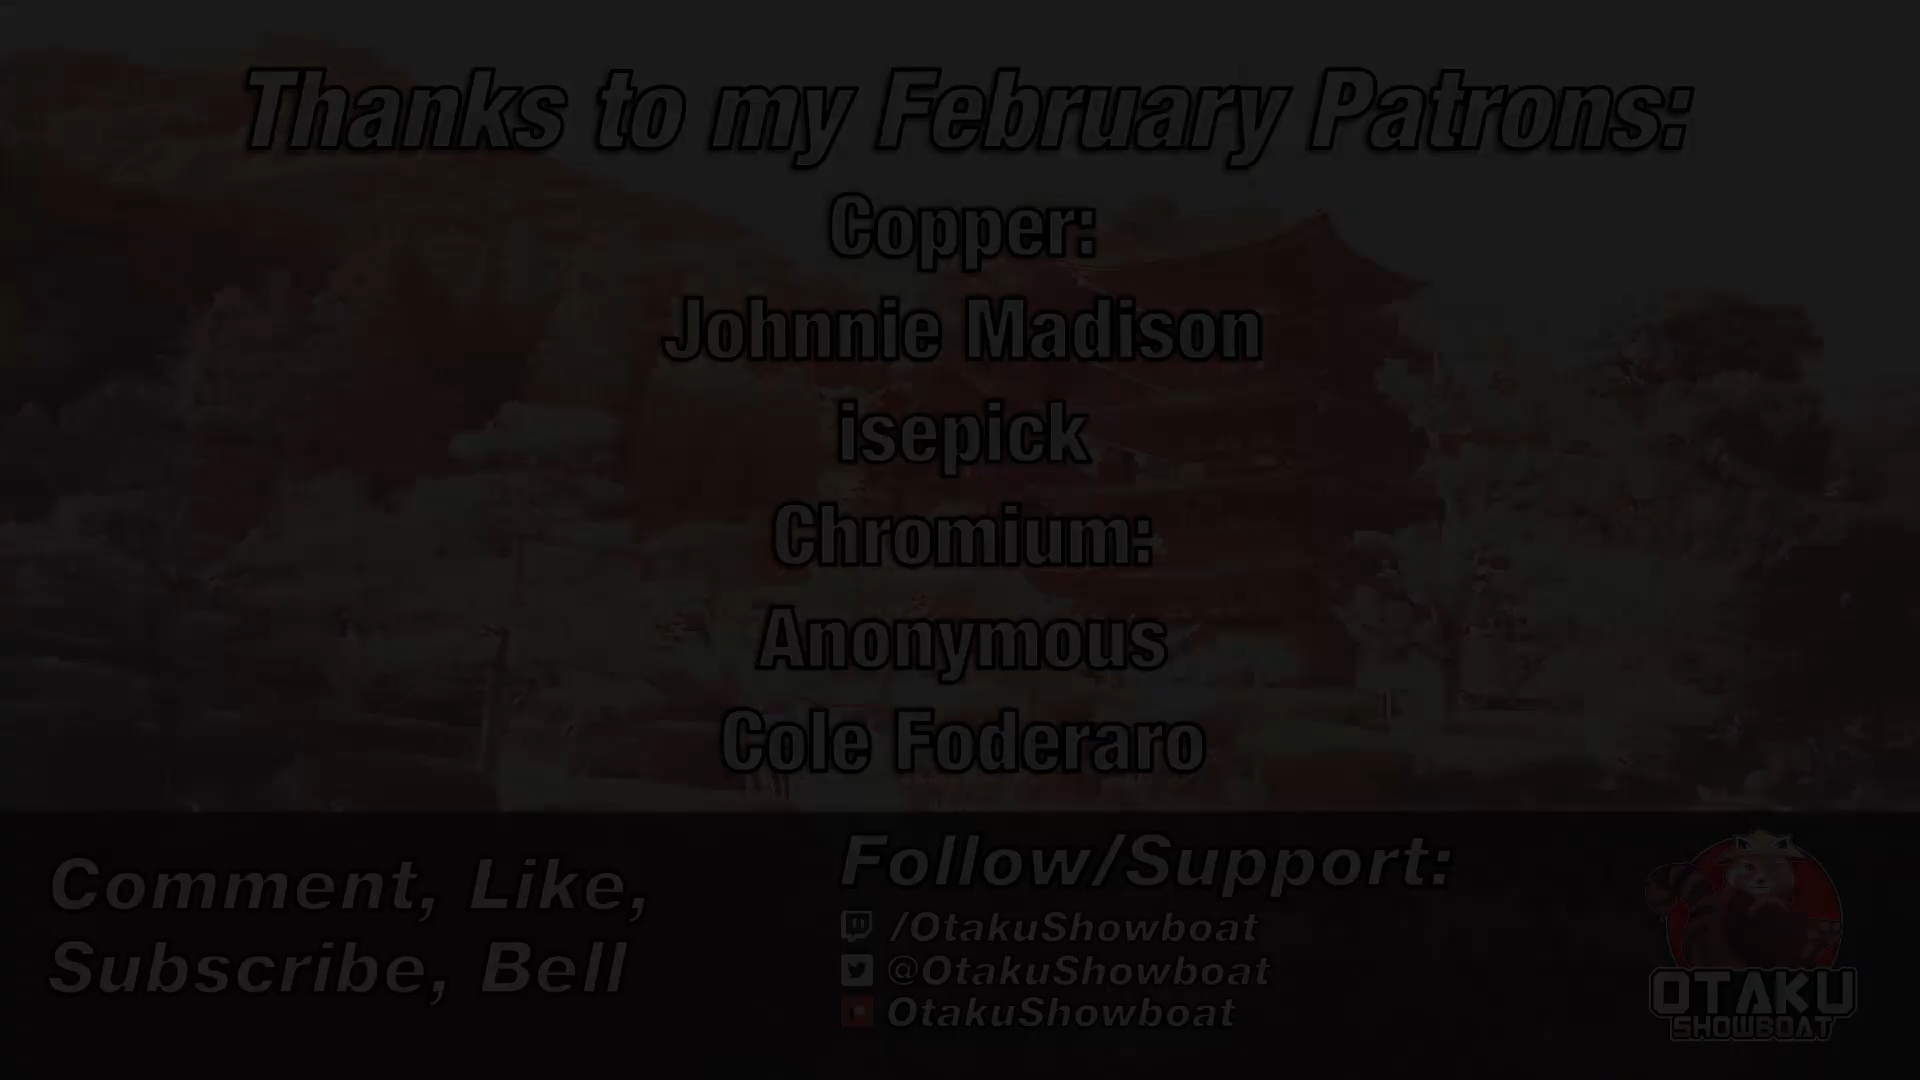 Thanks to my February Patrons:
Copper:
Johnnie Madison
isepick
Chromium:
Anonymous
Cole Foderaro
Comment, Like,
Subscribe, Bell
Follow/Support:
/OtakuShowboat
@OtakuShowboat
OtakuShowboat
OTAKU
SHOWBOAT